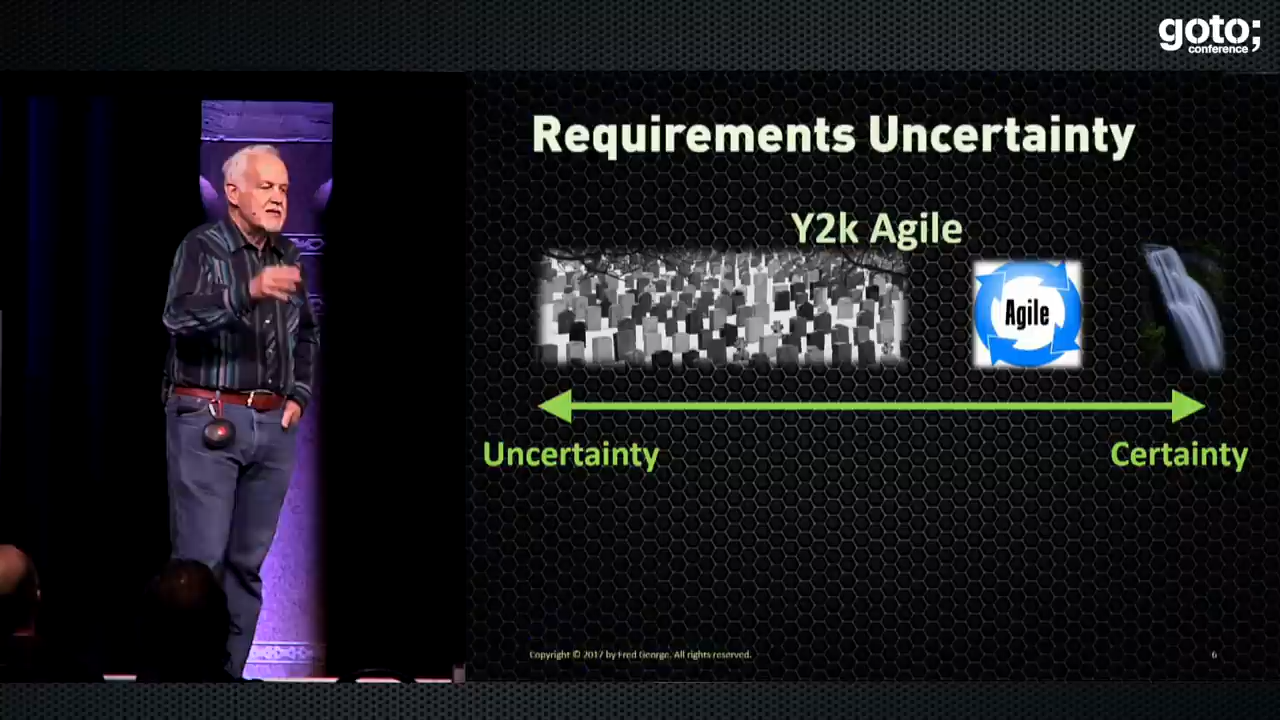 goto;
conference
Requirements Uncertainty
Y2k Agile
Agile
Uncertainty
Certainty
Copyright © 2017 by Fred George. All rights reserved.
6